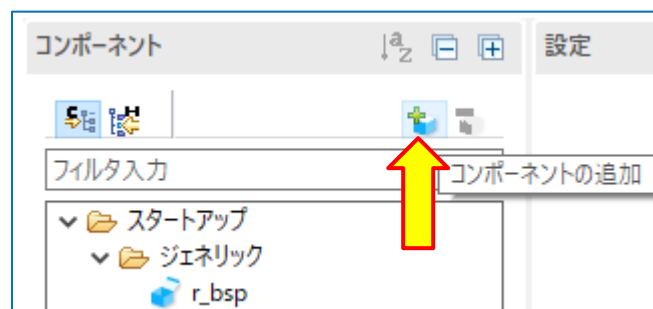 コンポーネント
設定
フィルタ入力
コンポーネントの追加
スタートアップ
ジェネリック
r_bsp